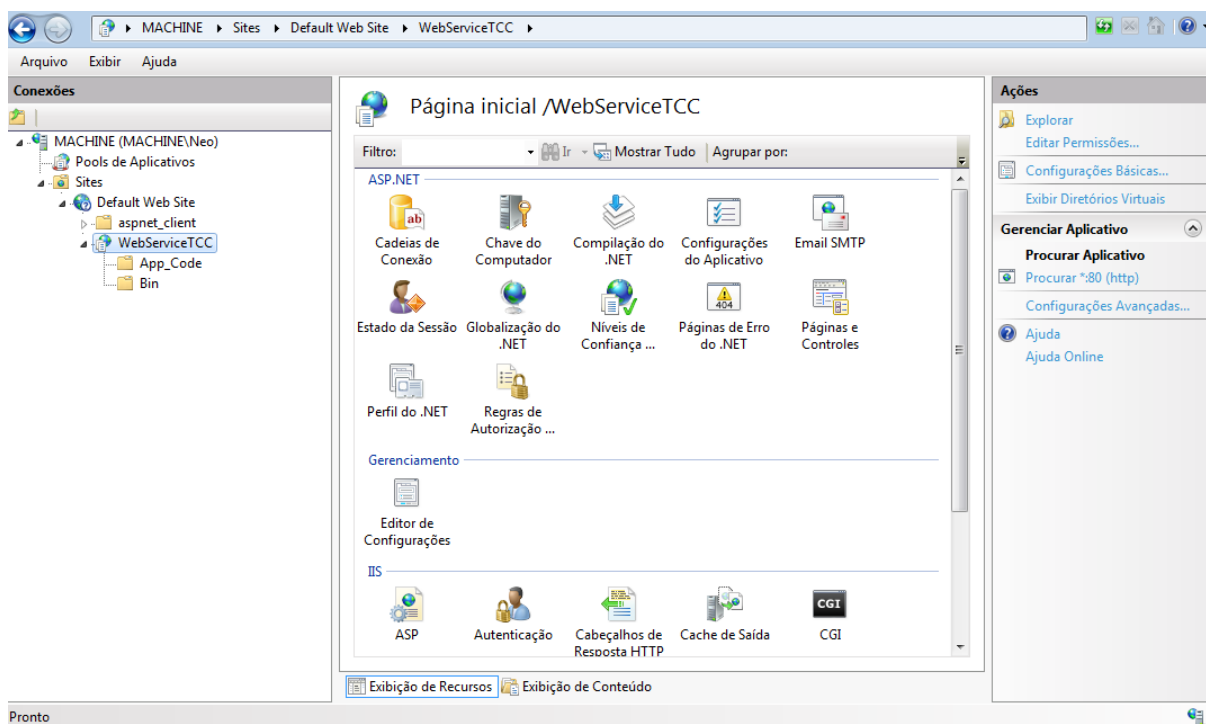 MACHINE Sites Default Web Site WebServiceTCC
Arquivo Exibir Ajuda
Conexões
MACHINE (MACHINE\Neo)
Pools de Aplicativos
Sites
Default Web Site
aspnet_client
WebServiceTCC
App_Code
Bin
Página inicial /WebServiceTCC
Filtro: Ir Mostrar Tudo Agrupar por:
ASP.NET
Cadeias de Conexão
Chave do Computador
Compilação do .NET
Configurações do Aplicativo
Email SMTP
Estado da Sessão
Globalização do .NET
Níveis de Confiança ...
Páginas de Erro do .NET
Páginas e Controles
Perfil do .NET
Regras de Autorização ...
Gerenciamento
Editor de Configurações
IIS
ASP
Autenticação
Cabeçalhos de Resposta HTTP
Cache de Saída
CGI
CGI
Exibição de Recursos Exibição de Conteúdo
Ações
Explorar
Editar Permissões...
Configurações Básicas...
Exibir Diretórios Virtuais
Gerenciar Aplicativo
Procurar Aplicativo
Procurar *:80 (http)
Configurações Avançadas...
Ajuda
Ajuda Online
Pronto